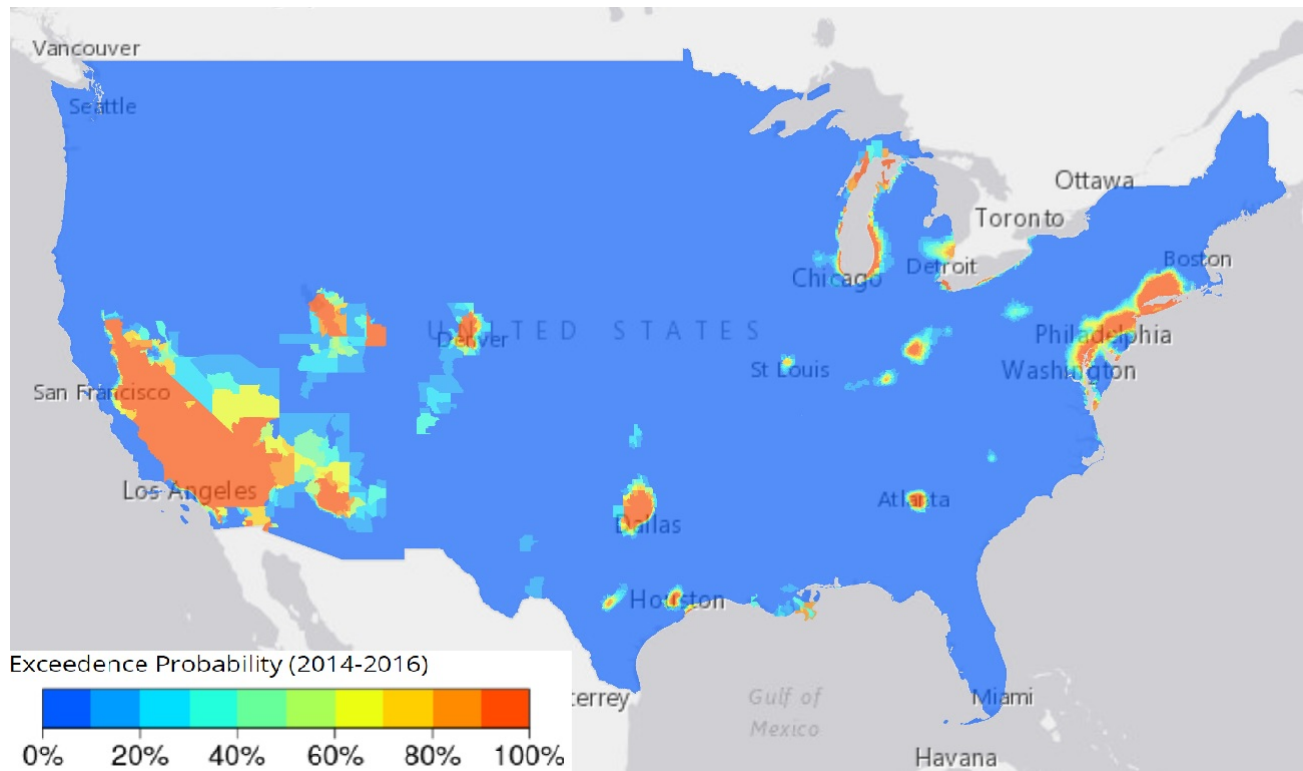 Vancouver
Seattle
Ottawa
Toronto
Boston
Detroit
Chicago
UNITED STATES
Denver
Philadelphia
St Louis
Washington
San Francisco
Los Angeles
Atlanta
Dallas
Houston
Exceedence Probability (2014-2016)
terrey
Gulf of
Mexico
Miami
0% 20% 40% 60% 80% 100%
Havana